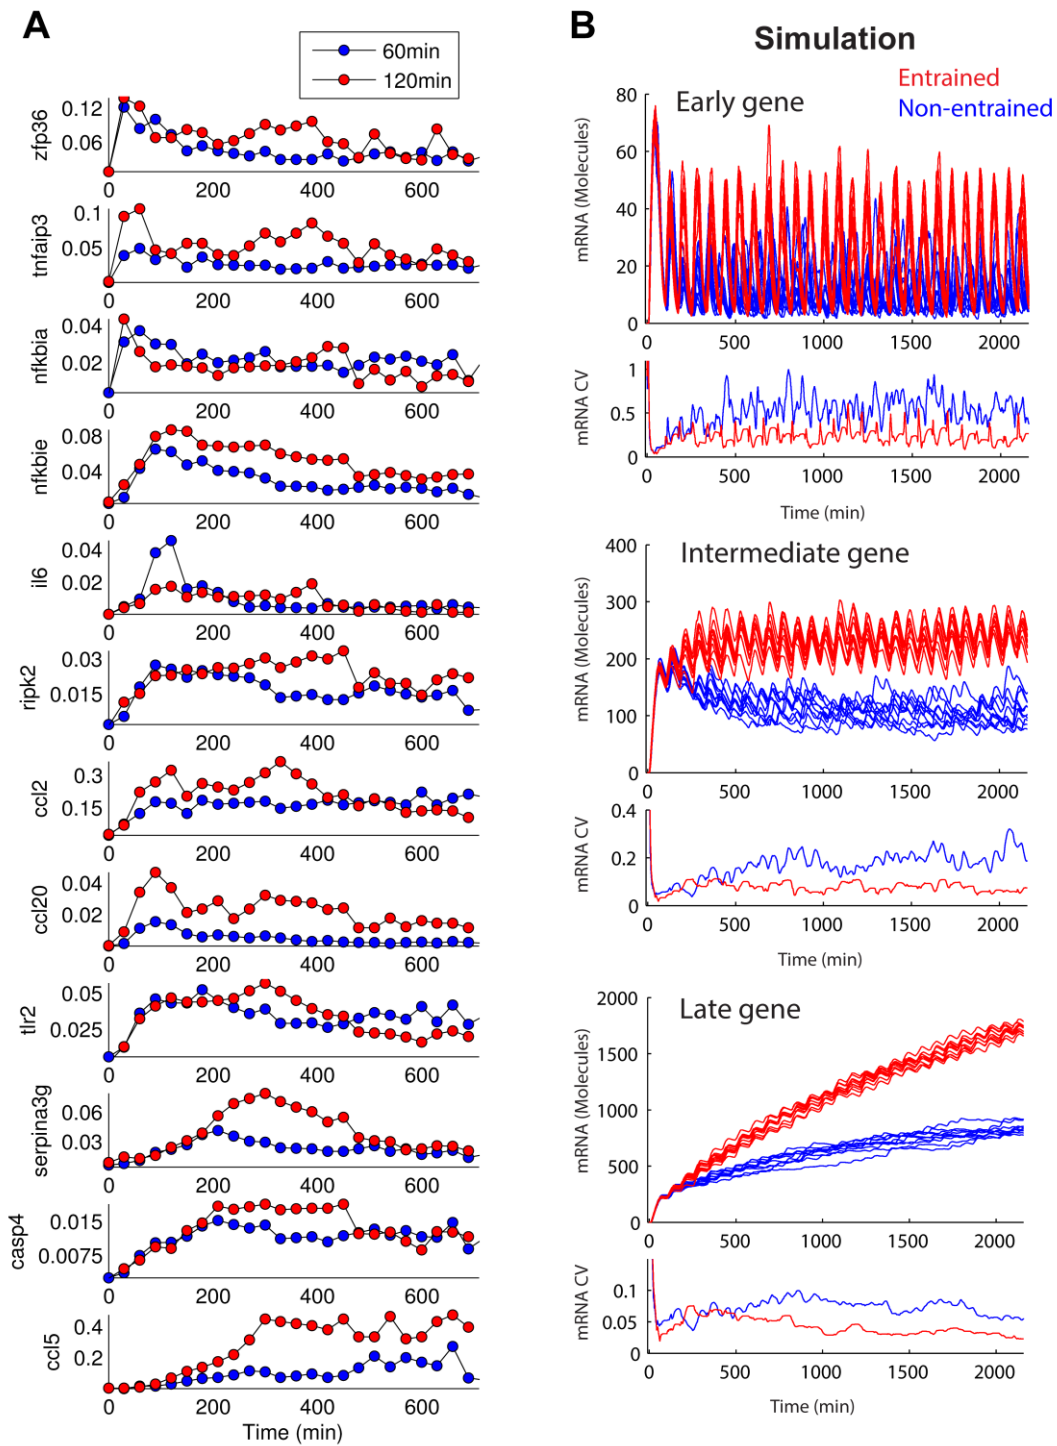 A
60min
120min
zfp36
0.12
0.06
0 200 400 600
tnfaip3
0.1
0.05
0 200 400 600
nfkbia
0.04
0.02
0 200 400 600
nfkbie
0.08
0.04
0 200 400 600
il6
0.04
0.02
0 200 400 600
ripk2
0.03
0.015
0 200 400 600
ccl2
0.3
0.15
0 200 400 600
ccl20
0.04
0.02
0 200 400 600
tlr2
0.05
0.025
0 200 400 600
serpina3g
0.06
0.03
0 200 400 600
casp4
0.015
0.0075
0 200 400 600
ccl5
0.4
0.2
0 200 400 600
Time (min)
B
Simulation
Entrained
Non-entrained
Early gene
mRNA (Molecules)
80
60
40
20
0
0 500 1000 1500 2000
mRNA CV
1
0.5
0
0 500 1000 1500 2000
Time (min)
Intermediate gene
mRNA (Molecules)
400
300
200
100
0
0 500 1000 1500 2000
mRNA CV
0.4
0.2
0
0 500 1000 1500 2000
Time (min)
Late gene
mRNA (Molecules)
2000
1500
1000
500
0
0 500 1000 1500 2000
mRNA CV
0.1
0.05
0
0 500 1000 1500 2000
Time (min)